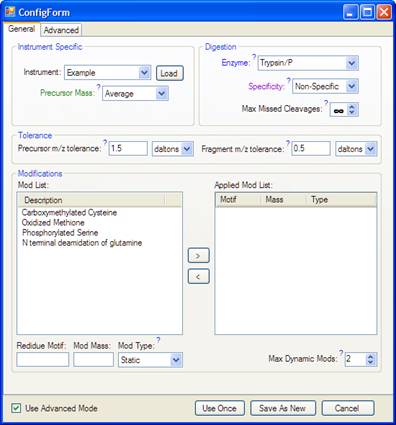 ConfigForm
General Advanced
Instrument Specific
Instrument: Example Load
Precursor Mass: ? Average
Digestion
Enzyme: ? Trypsin/P
Specificity: ? Non-Specific
Max Missed Cleavages: ? ∞
Tolerance
Precursor m/z tolerance: ? 1.5 daltons Fragment m/z tolerance: ? 0.5 daltons
Modifications
Mod List:
Description
Carboxymethylated Cysteine
Oxidized Methione
Phosphorylated Serine
N terminal deamidation of glutamine
>
<
Applied Mod List:
Motif Mass Type
Redidue Motif: Mod Mass: Mod Type: ?
Static
Max Dynamic Mods: ? 2
Use Advanced Mode Use Once Save As New Cancel